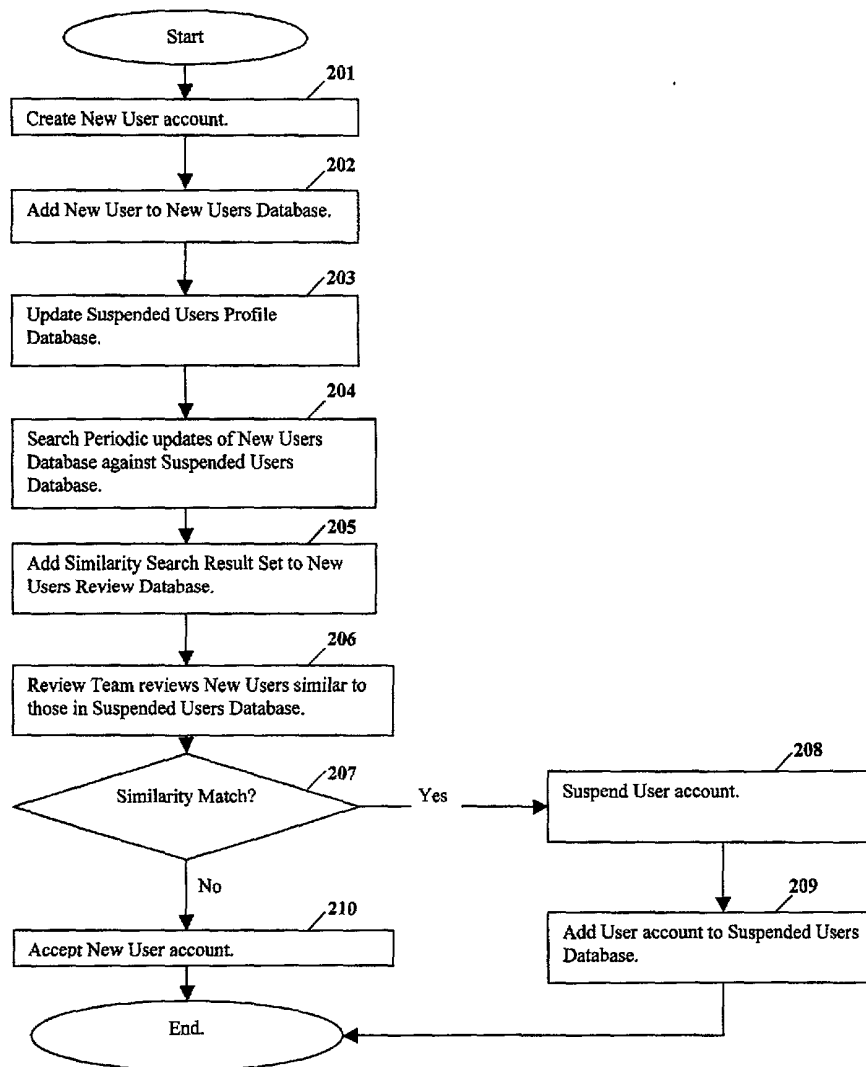 Start
201
Create New User account.
202
Add New User to New Users Database.
203
Update Suspended Users Profile
Database.
204
Search Periodic updates of New Users
Database against Suspended Users
Database.
205
Add Similarity Search Result Set to New
Users Review Database.
206
Review Team reviews New Users similar to
those in Suspended Users Database.
207
Similarity Match?
Yes
208
Suspend User account.
No
209
Add User account to Suspended Users
Database.
210
Accept New User account.
End.